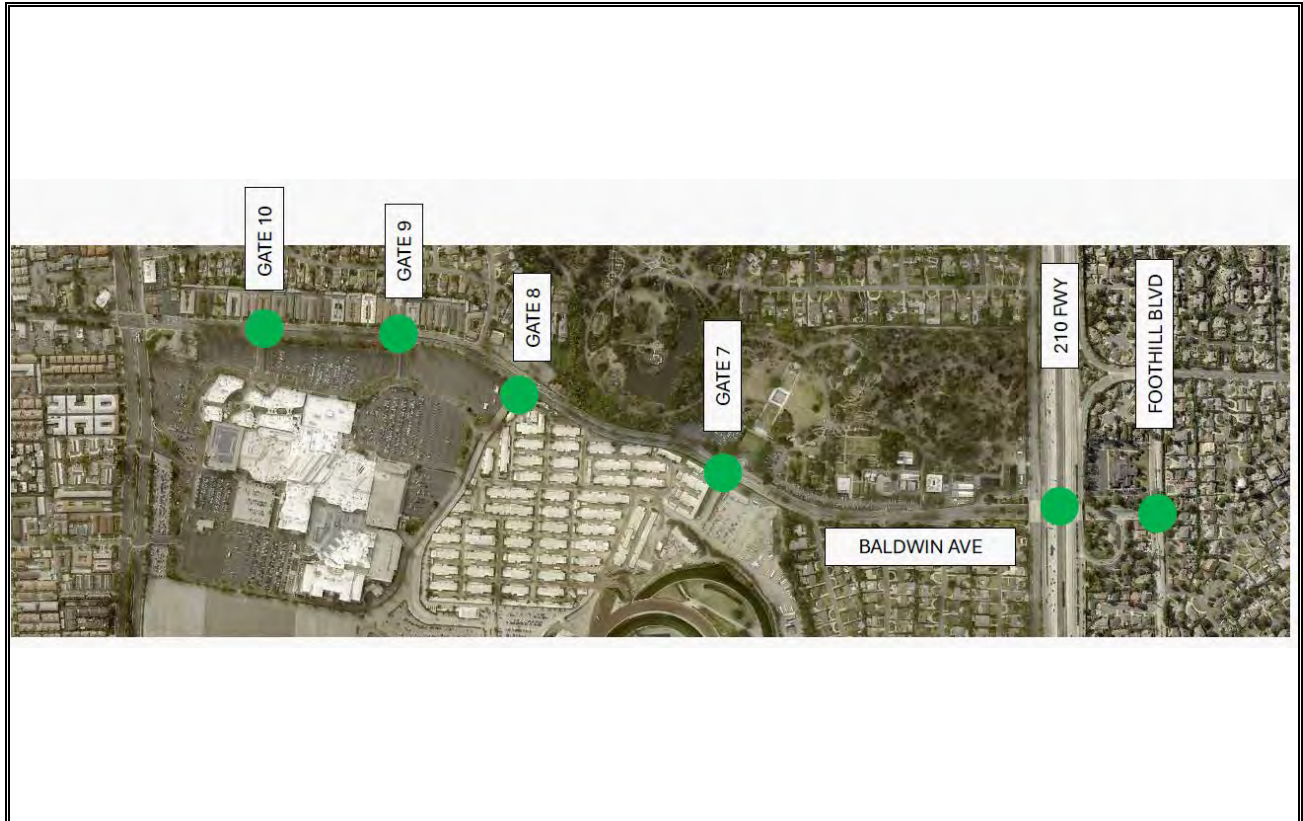 GATE 10
GATE 9
GATE 8
GATE 7
210 FWY
FOOTHILL BLVD
BALDWIN AVE